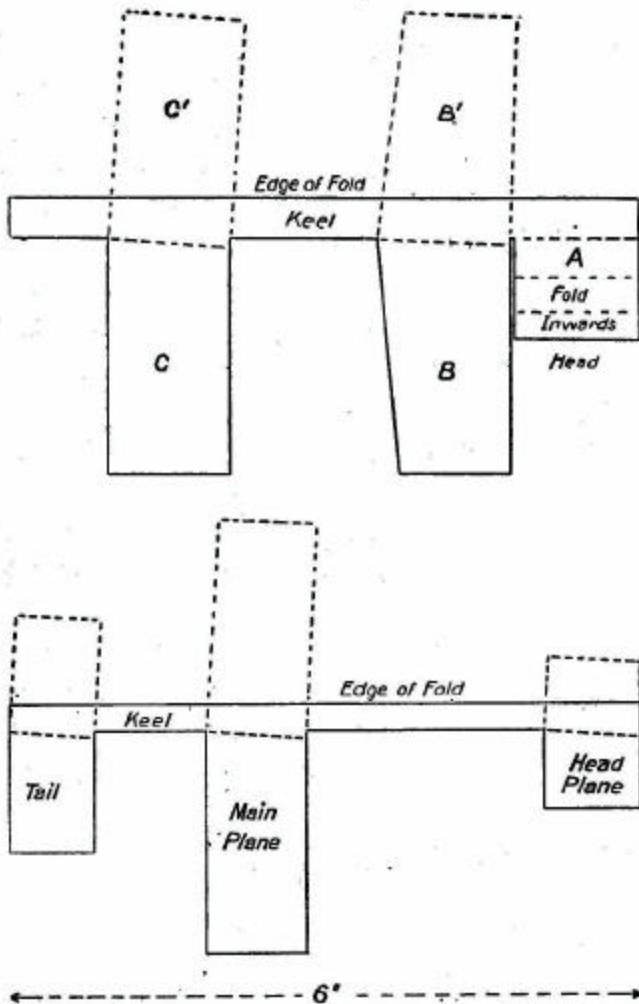 C'
B'
Edge of Fold
Keel
A
Fold
Inwards
Head
C
B
Edge of Fold
Keel
Tail
Main
Plane
Head
Plane
6"